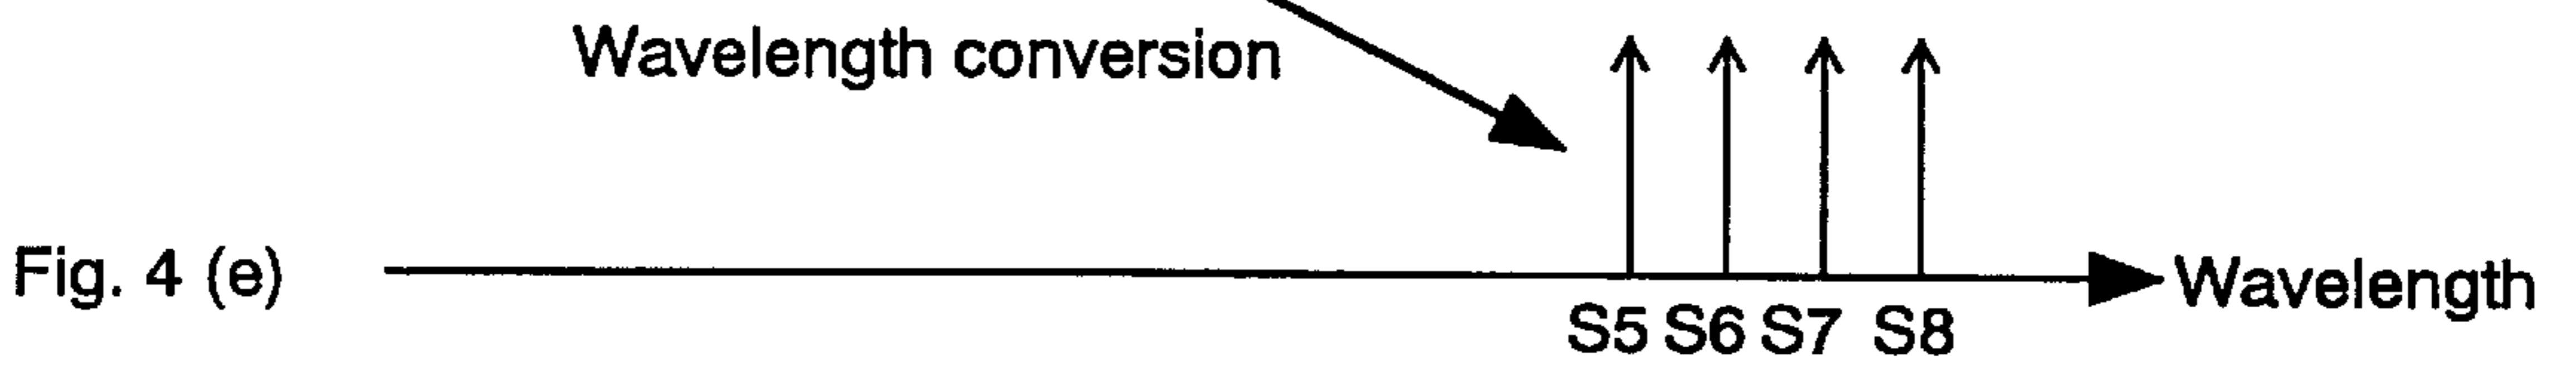 Wavelength conversion
Fig. 4 (e)
Wavelength
S5 S6 S7 S8